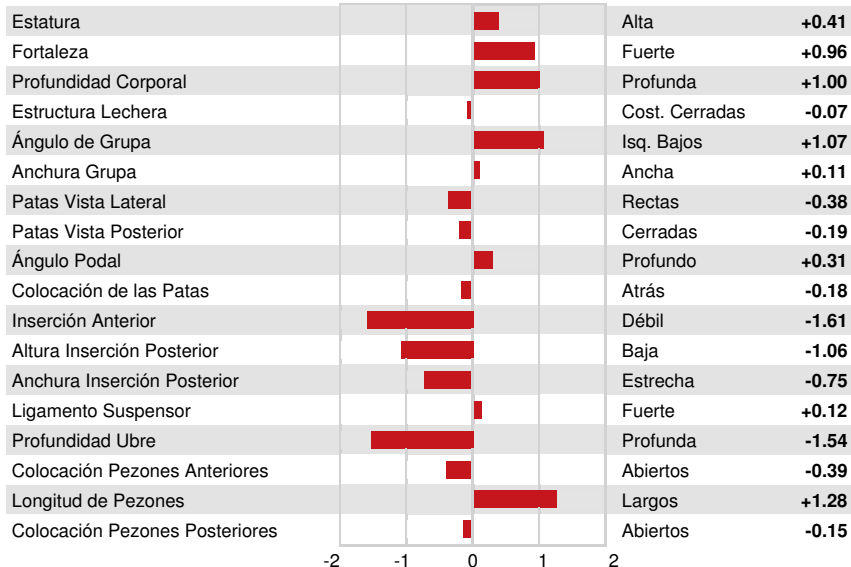 Estatura Alta +0.41
Fortaleza Fuerte +0.96
Profundidad Corporal Profunda +1.00
Estructura Lechera Cost. Cerradas -0.07
Ángulo de Grupa Isq. Bajos +1.07
Anchura Grupa Ancha +0.11
Patas Vista Lateral Rectas -0.38
Patas Vista Posterior Cerradas -0.19
Ángulo Podal Profundo +0.31
Colocación de las Patas Atrás -0.18
Inserción Anterior Débil -1.61
Altura Inserción Posterior Baja -1.06
Anchura Inserción Posterior Estrecha -0.75
Ligamento Suspensor Fuerte +0.12
Profundidad Ubre Profunda -1.54
Colocación Pezones Anteriores Abiertos -0.39
Longitud de Pezones Largos +1.28
Colocación Pezones Posteriores Abiertos -0.15
-2 -1 0 1 2